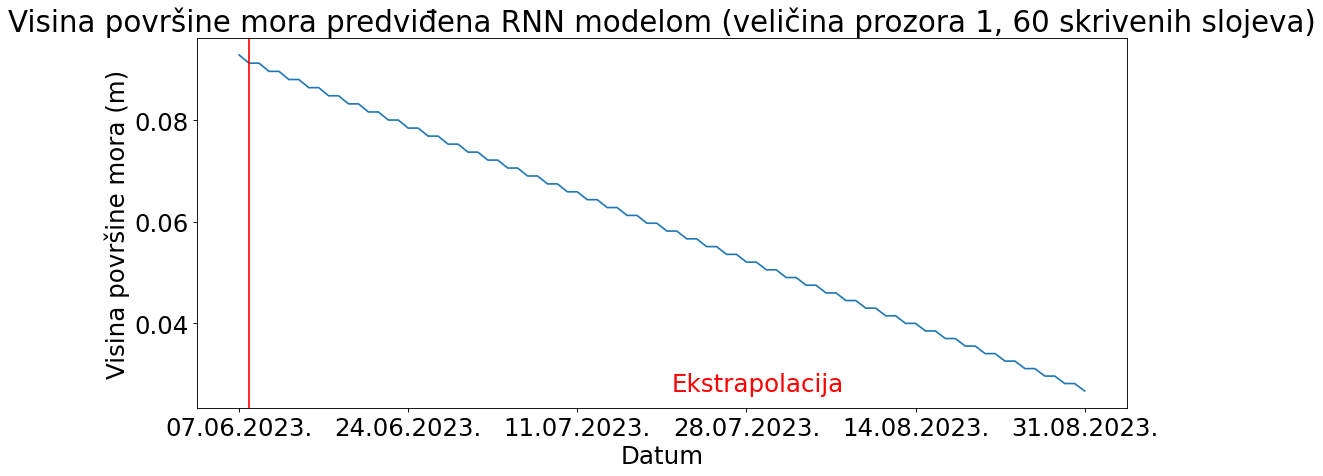 Visina površine mora predviđena RNN modelom (veličina prozora 1, 60 skrivenih slojeva)
Visina površine mora (m)
0.08
0.06
0.04
Ekstrapolacija
07.06.2023. 24.06.2023. 11.07.2023. 28.07.2023. 14.08.2023. 31.08.2023.
Datum